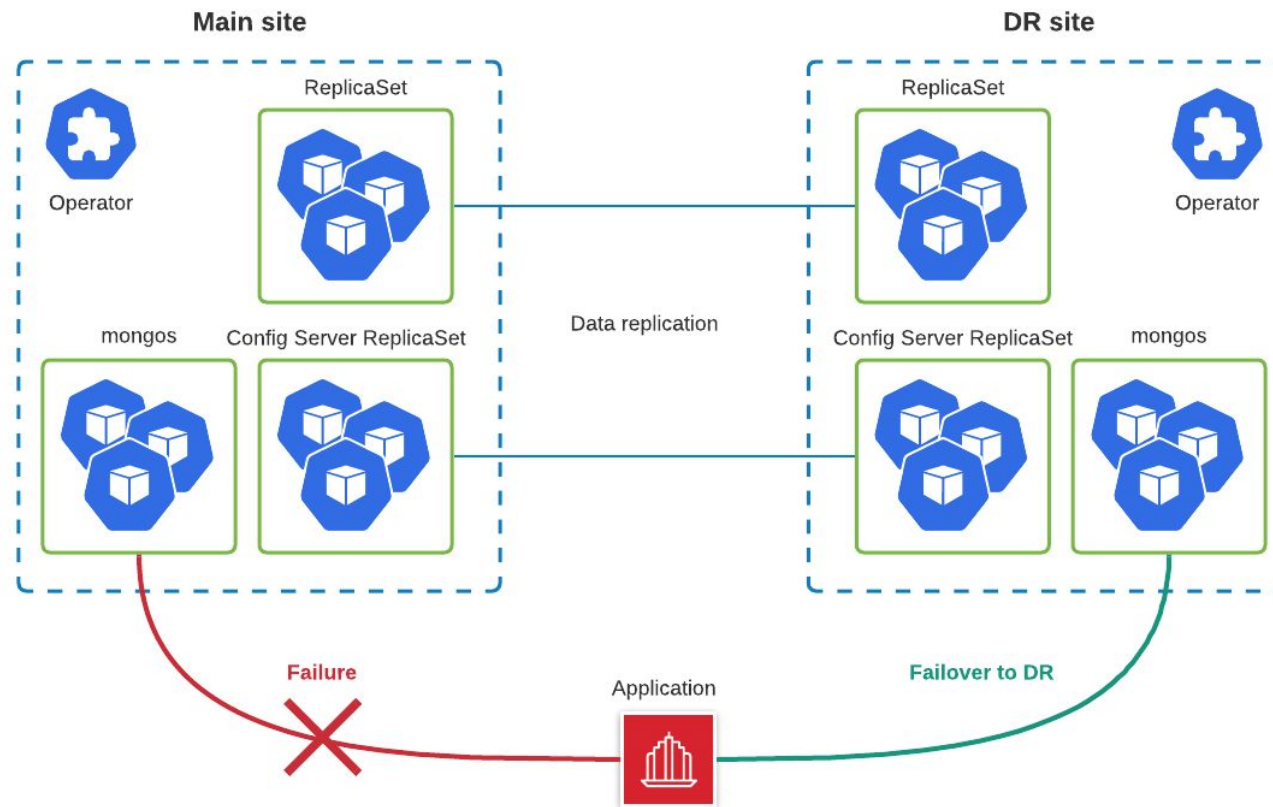 Main site
DR site
ReplicaSet
ReplicaSet
Operator
Operator
Data replication
mongos
Config Server ReplicaSet
Config Server ReplicaSet
mongos
Failure
Failover to DR
Application